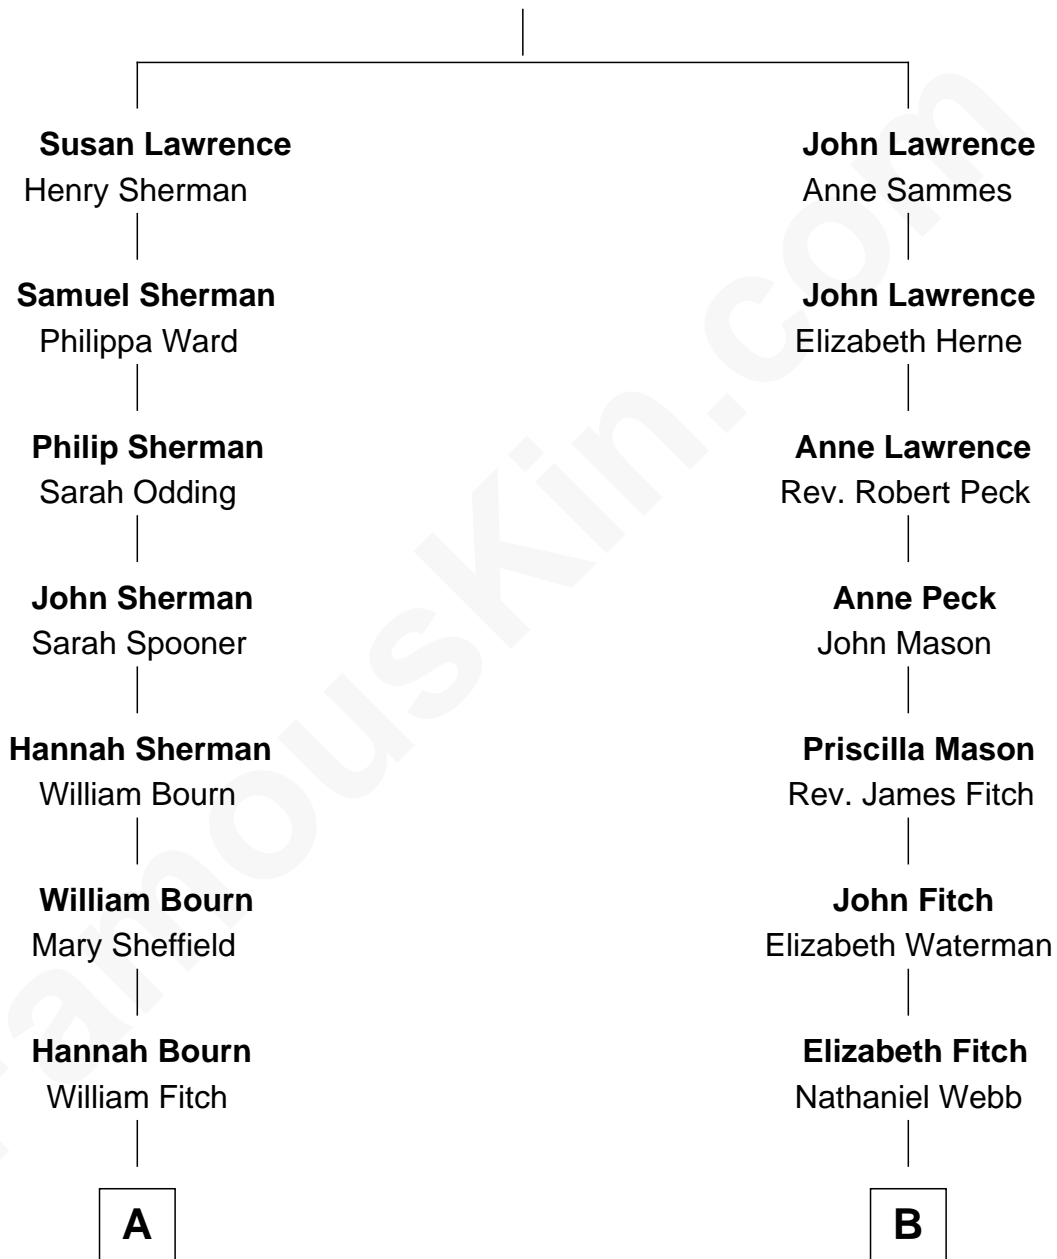 Susan Lawrence
Henry Sherman
John Lawrence
Anne Sammes
Samuel Sherman
Philippa Ward
John Lawrence
Elizabeth Herne
Philip Sherman
Sarah Odding
Anne Lawrence
Rev. Robert Peck
John Sherman
Sarah Spooner
Anne Peck
John Mason
Hannah Sherman
William Bourn
Priscilla Mason
Rev. James Fitch
William Bourn
Mary Sheffield
John Fitch
Elizabeth Waterman
Hannah Bourn
William Fitch
Elizabeth Fitch
Nathaniel Webb
A
B
FamousKin.com